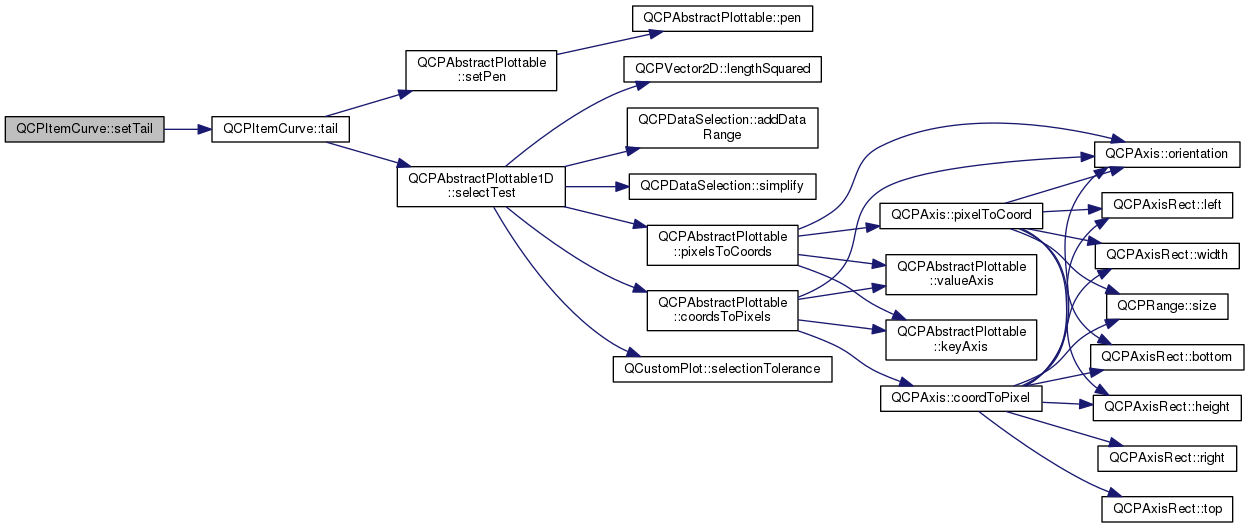 QCPItemCurve::setTail
QCPItemCurve::tail
QCPAbstractPlottable
::setPen
QCPAbstractPlottable1D
::selectTest
QCPAbstractPlottable::pen
QCPVector2D::lengthSquared
QCPDataSelection::addData
Range
QCPDataSelection::simplify
QCPAbstractPlottable
::pixelsToCoords
QCPAbstractPlottable
::coordsToPixels
QCustomPlot::selectionTolerance
QCPAxis::pixelToCoord
QCPAbstractPlottable
::valueAxis
QCPAbstractPlottable
::keyAxis
QCPAxis::coordToPixel
QCPAxis::orientation
QCPAxisRect::left
QCPAxisRect::width
QCPRange::size
QCPAxisRect::bottom
QCPAxisRect::height
QCPAxisRect::right
QCPAxisRect::top